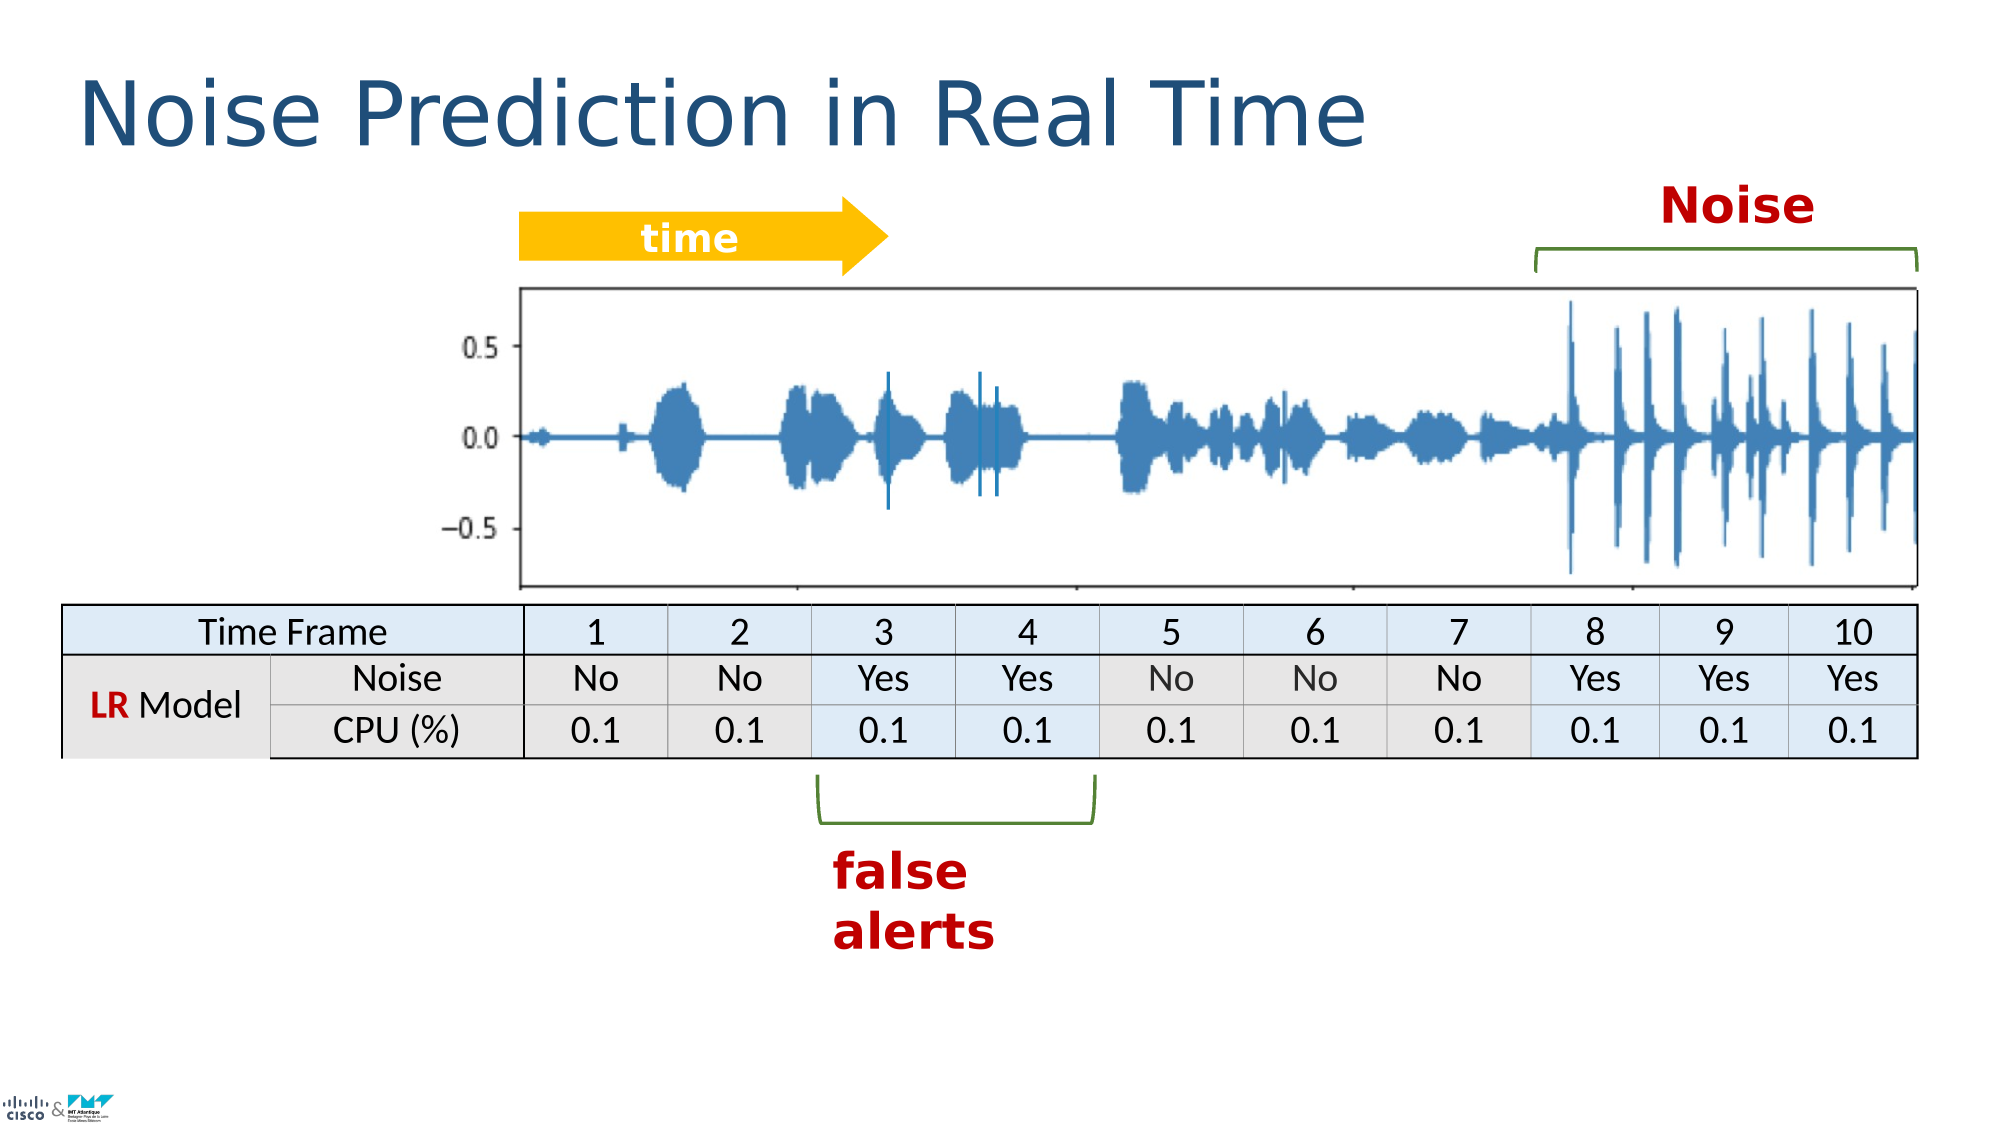 Noise Prediction in Real Time
Noise
time
0.5
0.0
−0.5
Time Frame 1 2 3 4 5 6 7 8 9 10
LR Model
Noise No No Yes Yes No No No Yes Yes Yes
CPU (%) 0.1 0.1 0.1 0.1 0.1 0.1 0.1 0.1 0.1 0.1
false
alerts
CISCO & IMT Atlantique